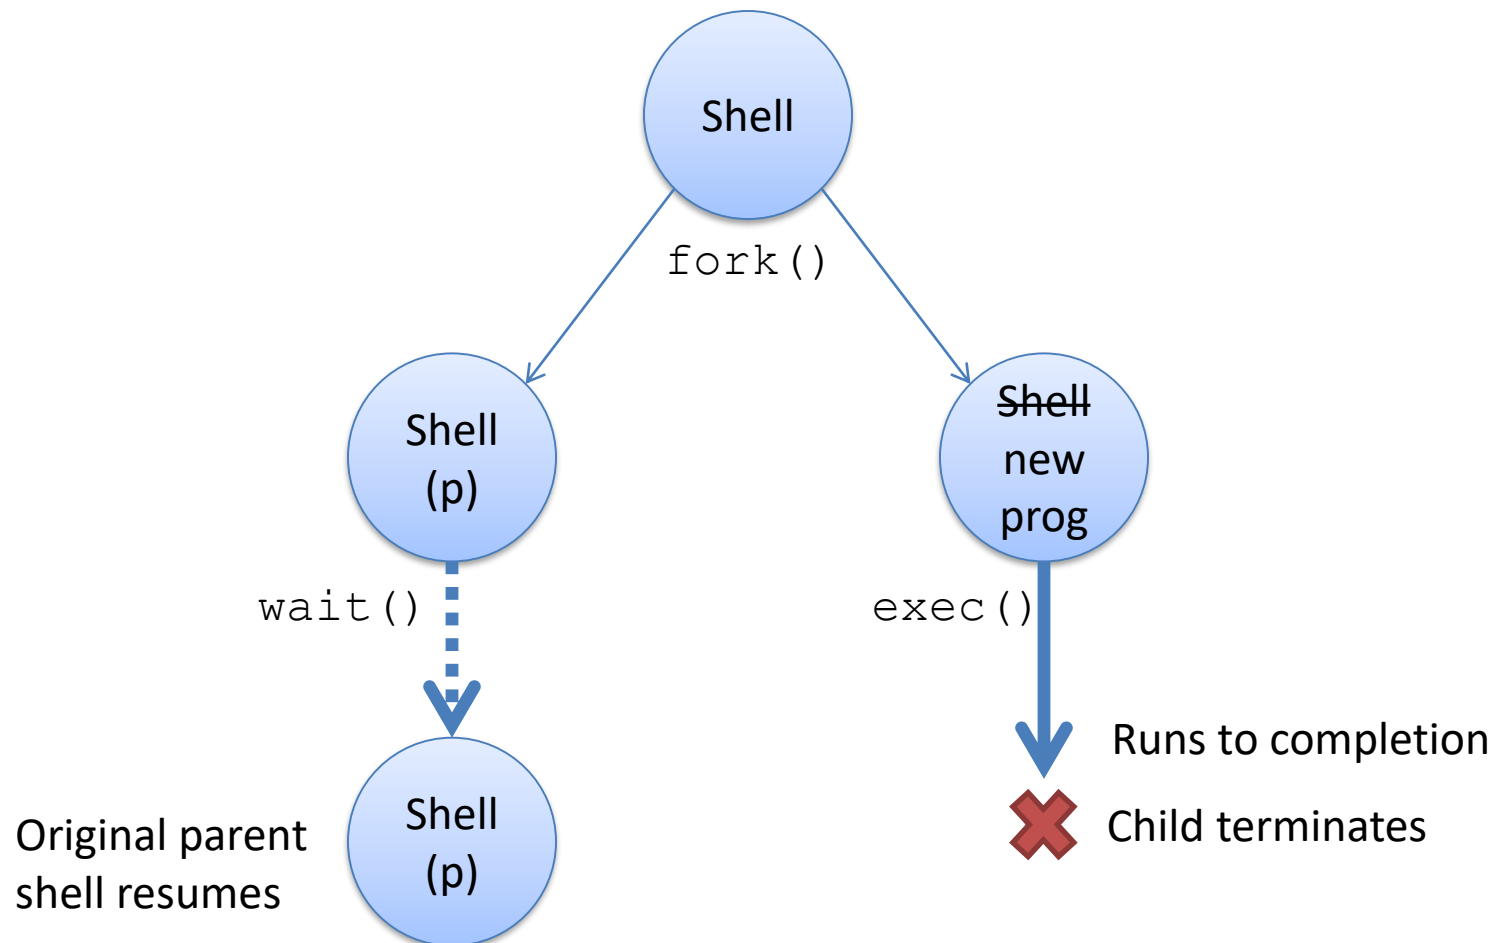 Shell
fork()
Shell
(p)
Shell
new
prog
wait()
exec()
Runs to completion
Child terminates
Shell
(p)
Original parent
shell resumes